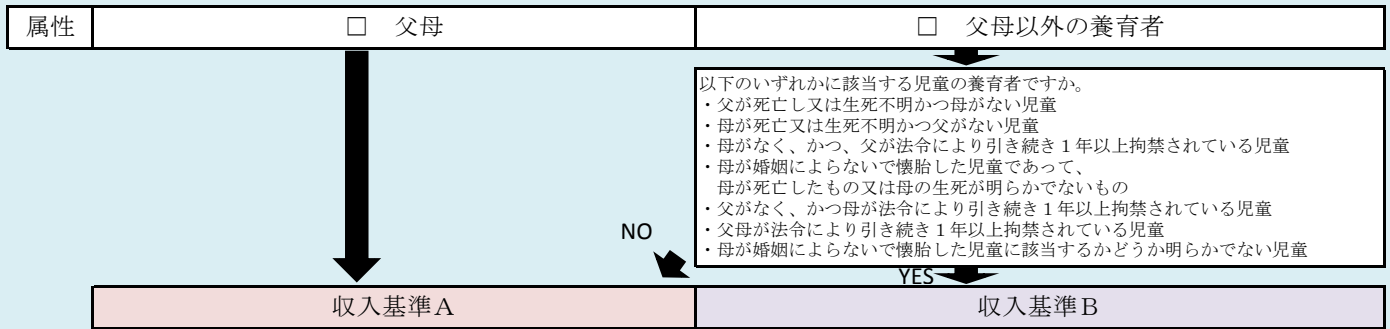 属性 □ 父母 □ 父母以外の養育者
以下のいずれかに該当する児童の養育者ですか。
・父が死亡し又は生死不明かつ母がない児童
・母が死亡又は生死不明かつ父がない児童
・母がなく、かつ、父が法令により引き続き１年以上拘禁されている児童
・母が婚姻によらないで懐胎した児童であって、
母が死亡したもの又は母の生死が明らかでないもの
・父がなく、かつ母が法令により引き続き１年以上拘禁されている児童
・父母が法令により引き続き１年以上拘禁されている児童
・母が婚姻によらないで懐胎した児童に該当するかどうか明らかでない児童
NO
YES
収入基準Ａ 収入基準Ｂ